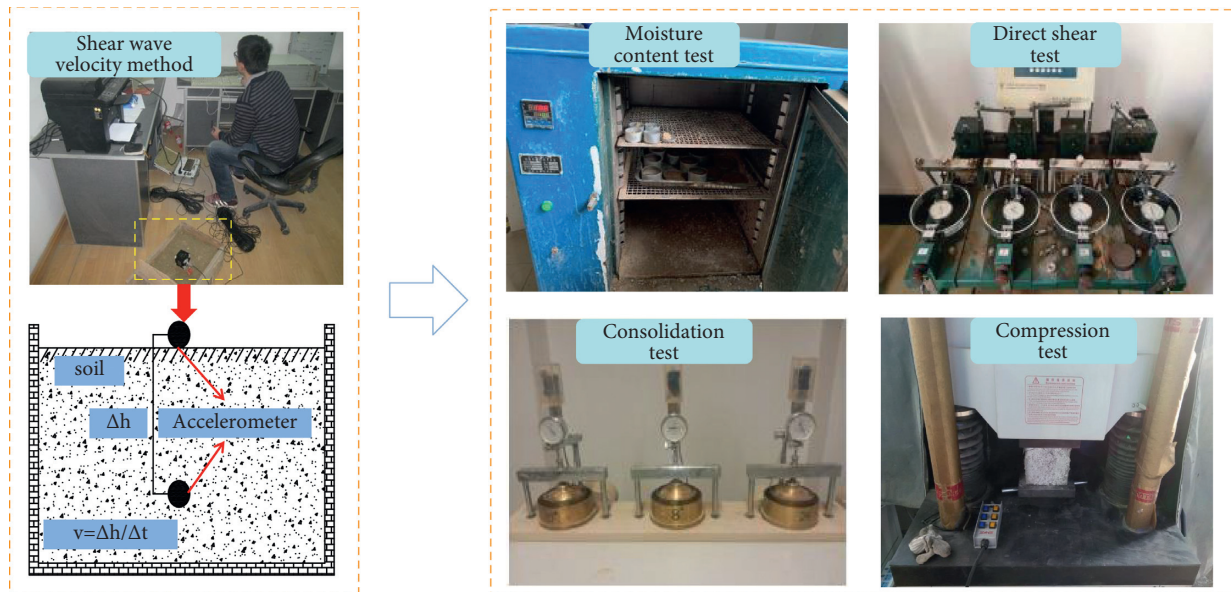 Shear wave
velocity method
soil
Δh
Accelerometer
v=Δh/Δt
Moisture
content test
Direct shear
test
Consolidation
test
8
Compression
test